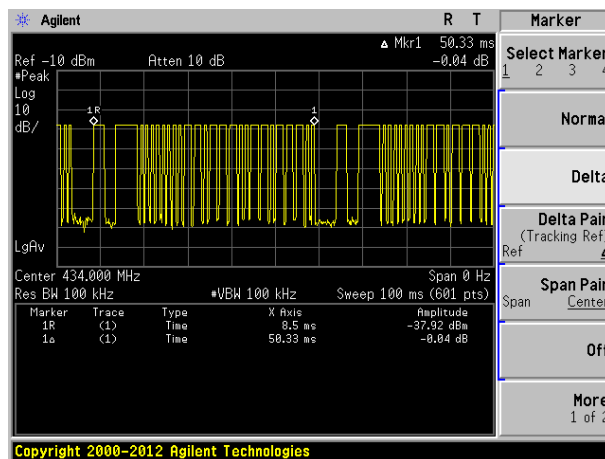 Agilent R T
Marker
Δ Mkr1 50.33 ms
Ref -10 dBm Atten 10 dB -0.04 dB
#Peak
Log
10
dB/
1R
1
LgAv
Center 434.000 MHz Span 0 Hz
Res BW 100 kHz #VBW 100 kHz Sweep 100 ms (601 pts)
Marker Trace Type X Axis Amplitude
1R (1) Time 8.5 ms -37.92 dBm
1Δ (1) Time 50.33 ms -0.04 dB
Select Marker
1 2 3 4
Norma
Delta
Delta Pair
(Tracking Ref)
Ref Δ
Span Pair
Span Center
Off
More
1 of 2
Copyright 2000-2012 Agilent Technologies